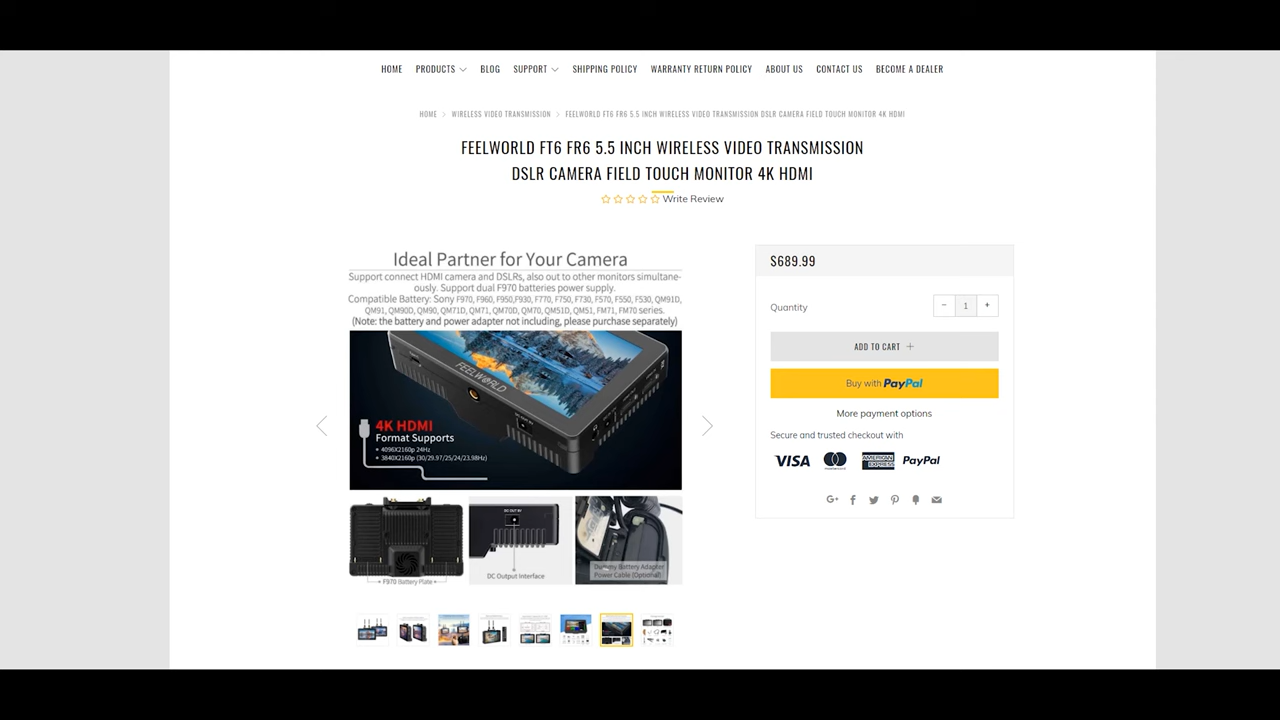 HOME PRODUCTS BLOG SUPPORT SHIPPING POLICY WARRANTY RETURN POLICY ABOUT US CONTACT US BECOME A DEALER
HOME > WIRELESS VIDEO TRANSMISSION > FEELWORLD FT6 FR6 5.5 INCH WIRELESS VIDEO TRANSMISSION DSLR CAMERA FIELD TOUCH MONITOR 4K HDMI
FEELWORLD FT6 FR6 5.5 INCH WIRELESS VIDEO TRANSMISSION
DSLR CAMERA FIELD TOUCH MONITOR 4K HDMI
Write Review
Ideal Partner for Your Camera
Support connect HDMI camera and DSLRs, also out to other monitors simultane-
ously. Support dual F970 batteries power supply.
Compatible Battery: Sony F970, F960, F950,F930, F770, F750, F730, F570, F550, F530, QM91D,
QM91, QM90D, QM90, QM71D, QM71, QM70D, QM70, QM51D, QM51, FM71, FM70 series.
(Note: the battery and power adapter not including, please purchase separately)
FEELWORLD
4K HDMI
Format Supports
• 4096X2160p 24Hz
• 3840X2160p (30/29.97/25/24/23.98Hz)
F970 Battery Plate
DC OUT 8V
DC Output Interface
Dummy Battery Adapter
Power Cable (Optional)
$689.99
Quantity
− 1 +
ADD TO CART +
Buy with PayPal
More payment options
Secure and trusted checkout with
VISA AMERICAN EXPRESS PayPal
G+